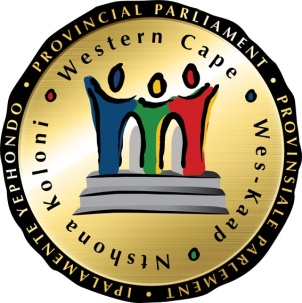 PROVINCIAL PARLIAMENT • PROVINSIALE PARLEMENT • IPALAMENTE YEPHONDO •
Western Cape • Wes-Kaap • Ntshona Koloni •